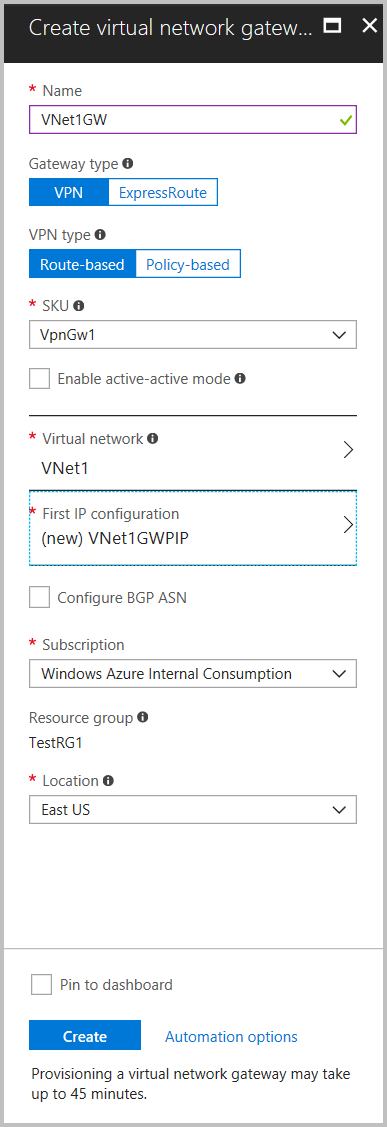 Create virtual network gatew...
* Name
VNet1GW
Gateway type
VPN ExpressRoute
VPN type
Route-based Policy-based
* SKU
VpnGw1
Enable active-active mode
* Virtual network
VNet1
* First IP configuration
(new) VNet1GWPIP
Configure BGP ASN
* Subscription
Windows Azure Internal Consumption
Resource group
TestRG1
* Location
East US
Pin to dashboard
Create Automation options
Provisioning a virtual network gateway may take
up to 45 minutes.